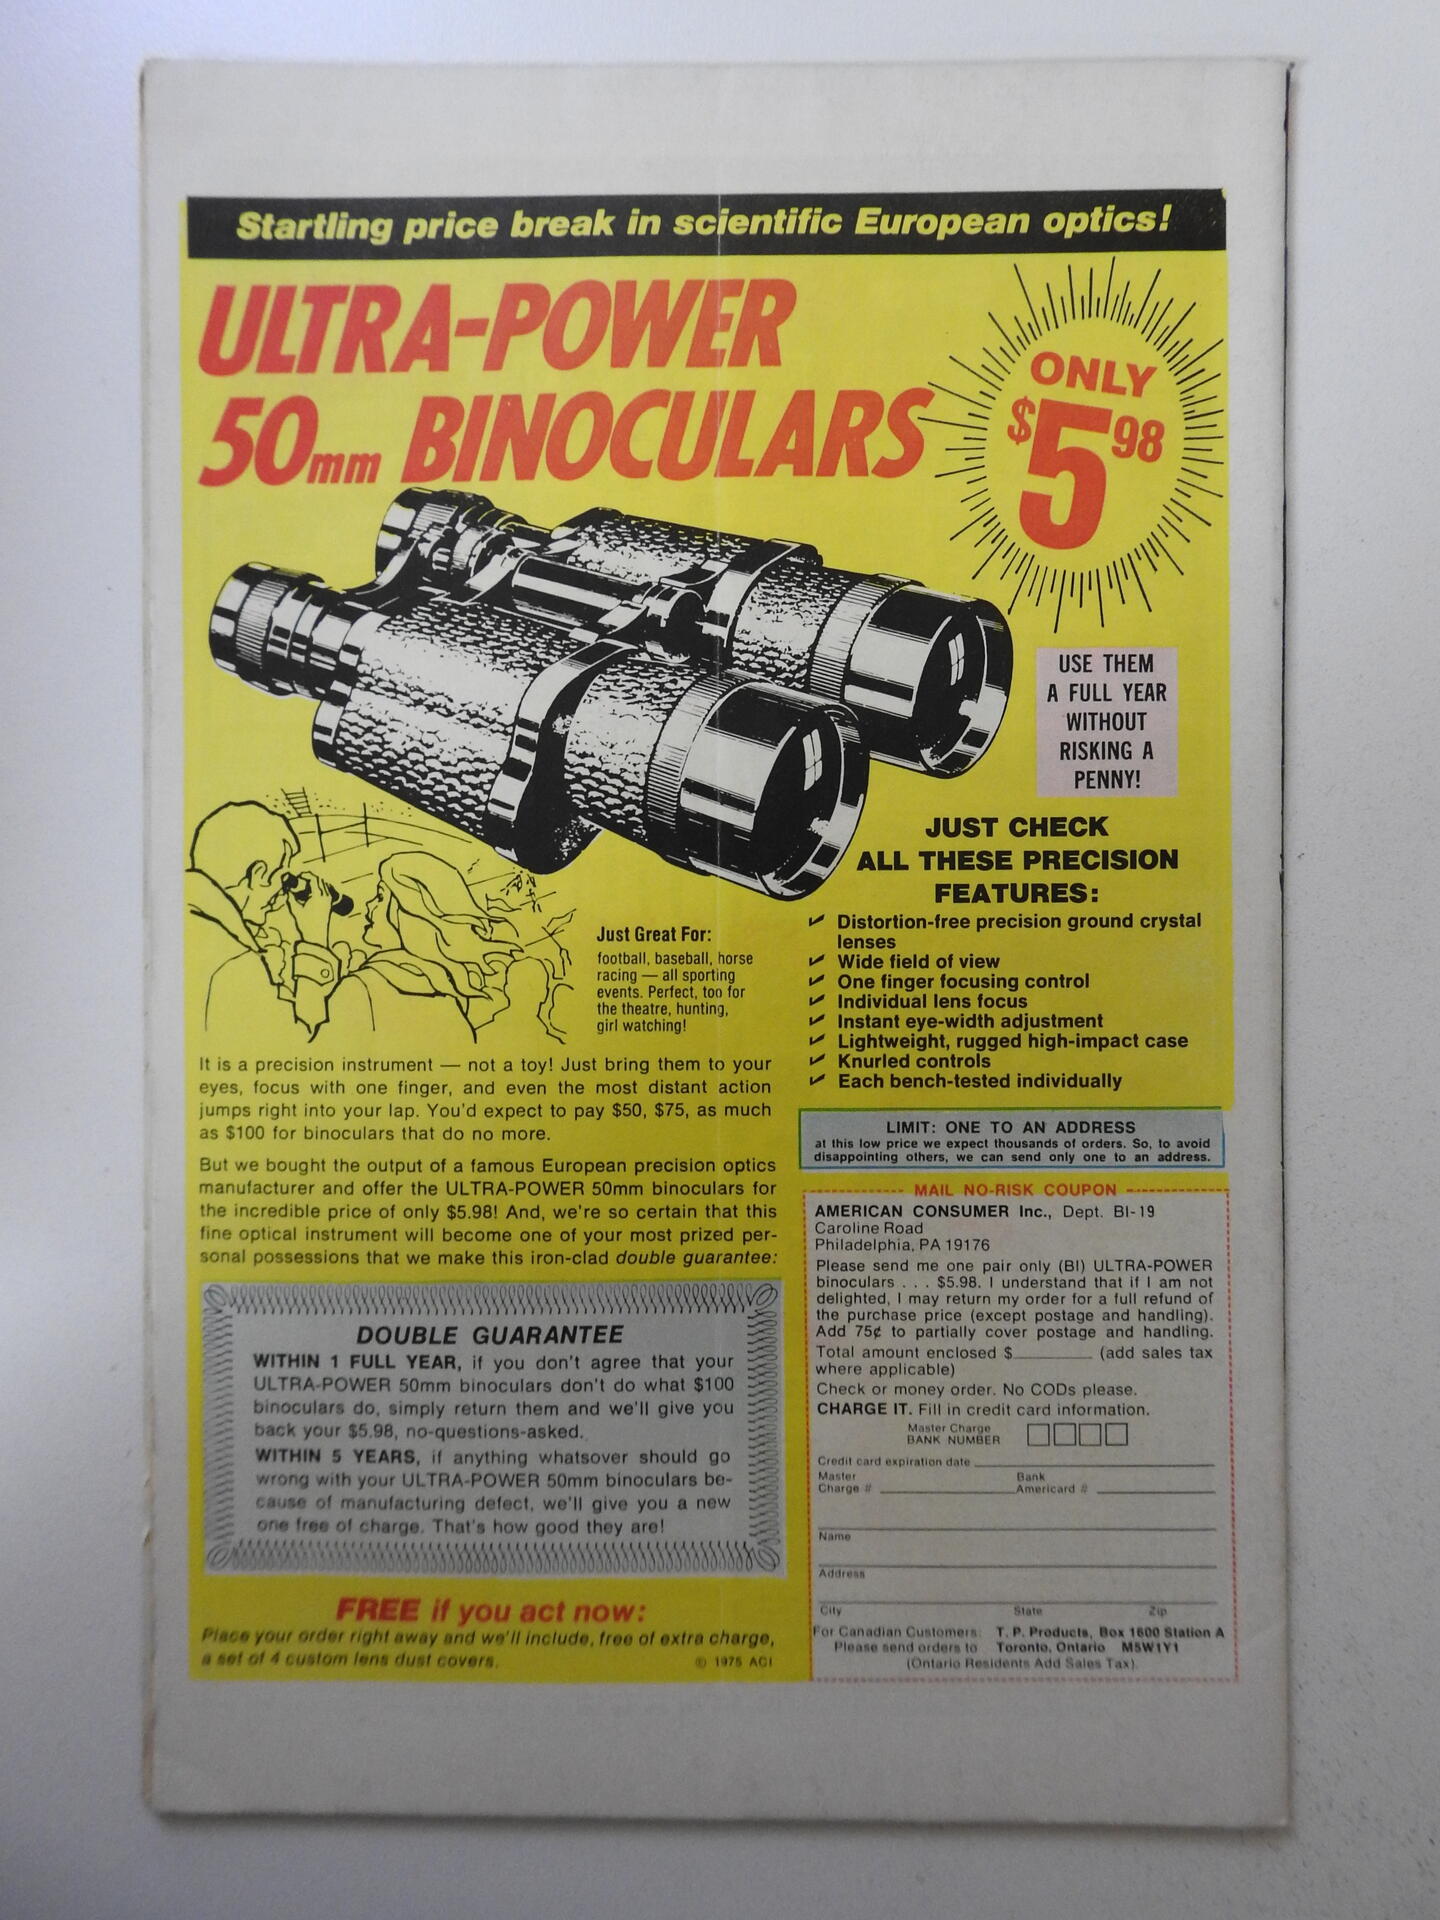 Startling price break in scientific European optics!
ULTRA-POWER
50mm BINOCULARS
ONLY
$5 98
USE THEM
A FULL YEAR
WITHOUT
RISKING A
PENNY!
JUST CHECK
ALL THESE PRECISION
FEATURES:
✔ Distortion-free precision ground crystal
lenses
✔ Wide field of view
✔ One finger focusing control
✔ Individual lens focus
✔ Instant eye-width adjustment
✔ Lightweight, rugged high-impact case
✔ Knurled controls
✔ Each bench-tested individually
Just Great For:
football, baseball, horse
racing — all sporting
events. Perfect, too for
the theatre, hunting,
girl watching!
It is a precision instrument — not a toy! Just bring them to your
eyes, focus with one finger, and even the most distant action
jumps right into your lap. You'd expect to pay $50, $75, as much
as $100 for binoculars that do no more.
But we bought the output of a famous European precision optics
manufacturer and offer the ULTRA-POWER 50mm binoculars for
the incredible price of only $5.98! And, we're so certain that this
fine optical instrument will become one of your most prized per-
sonal possessions that we make this iron-clad double guarantee:
DOUBLE GUARANTEE
WITHIN 1 FULL YEAR, if you don't agree that your
ULTRA-POWER 50mm binoculars don't do what $100
binoculars do, simply return them and we'll give you
back your $5.98, no-questions-asked.
WITHIN 5 YEARS, if anything whatsover should go
wrong with your ULTRA-POWER 50mm binoculars be-
cause of manufacturing defect, we'll give you a new
one free of charge. That's how good they are!
FREE if you act now:
Place your order right away and we'll include, free of extra charge,
a set of 4 custom lens dust covers.
© 1975 ACI
LIMIT: ONE TO AN ADDRESS
at this low price we expect thousands of orders. So, to avoid
disappointing others, we can send only one to an address.
MAIL NO-RISK COUPON
AMERICAN CONSUMER Inc., Dept. BI-19
Caroline Road
Philadelphia, PA 19176
Please send me one pair only (BI) ULTRA-POWER
binoculars . . . $5.98. I understand that if I am not
delighted, I may return my order for a full refund of
the purchase price (except postage and handling).
Add 75¢ to partially cover postage and handling.
Total amount enclosed $__________ (add sales tax
where applicable)
Check or money order. No CODs please.
CHARGE IT. Fill in credit card information.
Master Charge
BANK NUMBER
Credit card expiration date
Master Bank
Charge # Americard #
Name
Address
City State Zip
For Canadian Customers: T. P. Products, Box 1600 Station A
Please send orders to Toronto, Ontario M5W1Y1
(Ontario Residents Add Sales Tax).